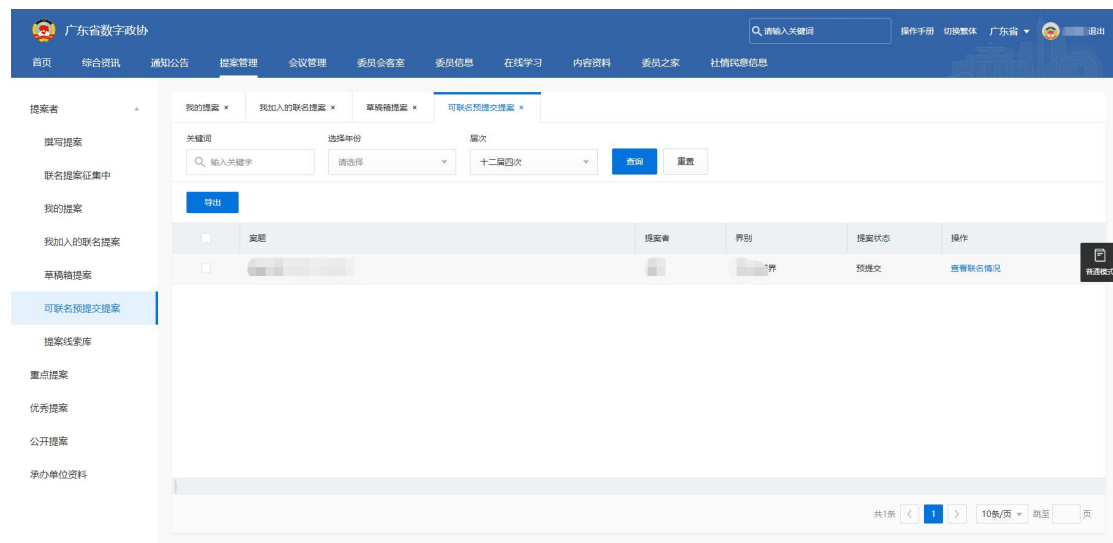 广东省数字政协
请输入关键词
操作手册 切换繁体 广东省 退出
首页 综合资讯 通知公告 提案管理 会议管理 委员会客室 委员信息 在线学习 内容资料 委员之家 社情民意信息
提案者
撰写提案
联名提案征集中
我的提案
我加入的联名提案
草稿箱提案
可联名预提交提案
提案线索库
重点提案
优秀提案
公开提案
承办单位资料
我的提案 × 我加入的联名提案 × 草稿箱提案 × 可联名预提交提案 ×
关键词 选择年份 届次
输入关键字 请选择 十二届四次 查询 重置
导出
案题 提案者 界别 提案状态 操作
界 预提交 查看联名情况
普通模式
共1条 < 1 > 10条/页 跳至 页